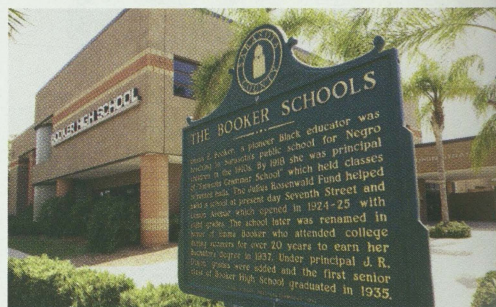 BOOKER HIGH SCHOOL
SARASOTA
COUNTY
THE BOOKER SCHOOLS
Emma E. Booker, a pioneer Black educator was
teaching in Sarasota's public school for Negro
children in the 1910s. By 1918 she was principal
of "Sarasota Grammar School" which held classes
in rented halls. The Julius Rosenwald Fund helped
build a school at present day Seventh Street and
Lemon Avenue which opened in 1924-25 with
eight grades. The school later was renamed in
honor of Emma Booker who attended college
during summers for over 20 years to earn her
Bachelor's degree in 1937. Under principal J. R.
Dixon, grades were added and the first senior
class of Booker High School graduated in 1935.